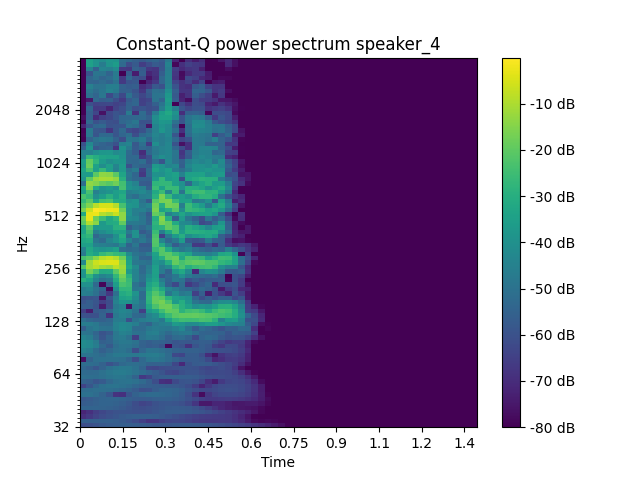 Constant-Q power spectrum speaker_4
Hz
2048
1024
512
256
128
64
32
0 0.15 0.3 0.45 0.6 0.75 0.9 1.1 1.2 1.4
Time
-10 dB
-20 dB
-30 dB
-40 dB
-50 dB
-60 dB
-70 dB
-80 dB